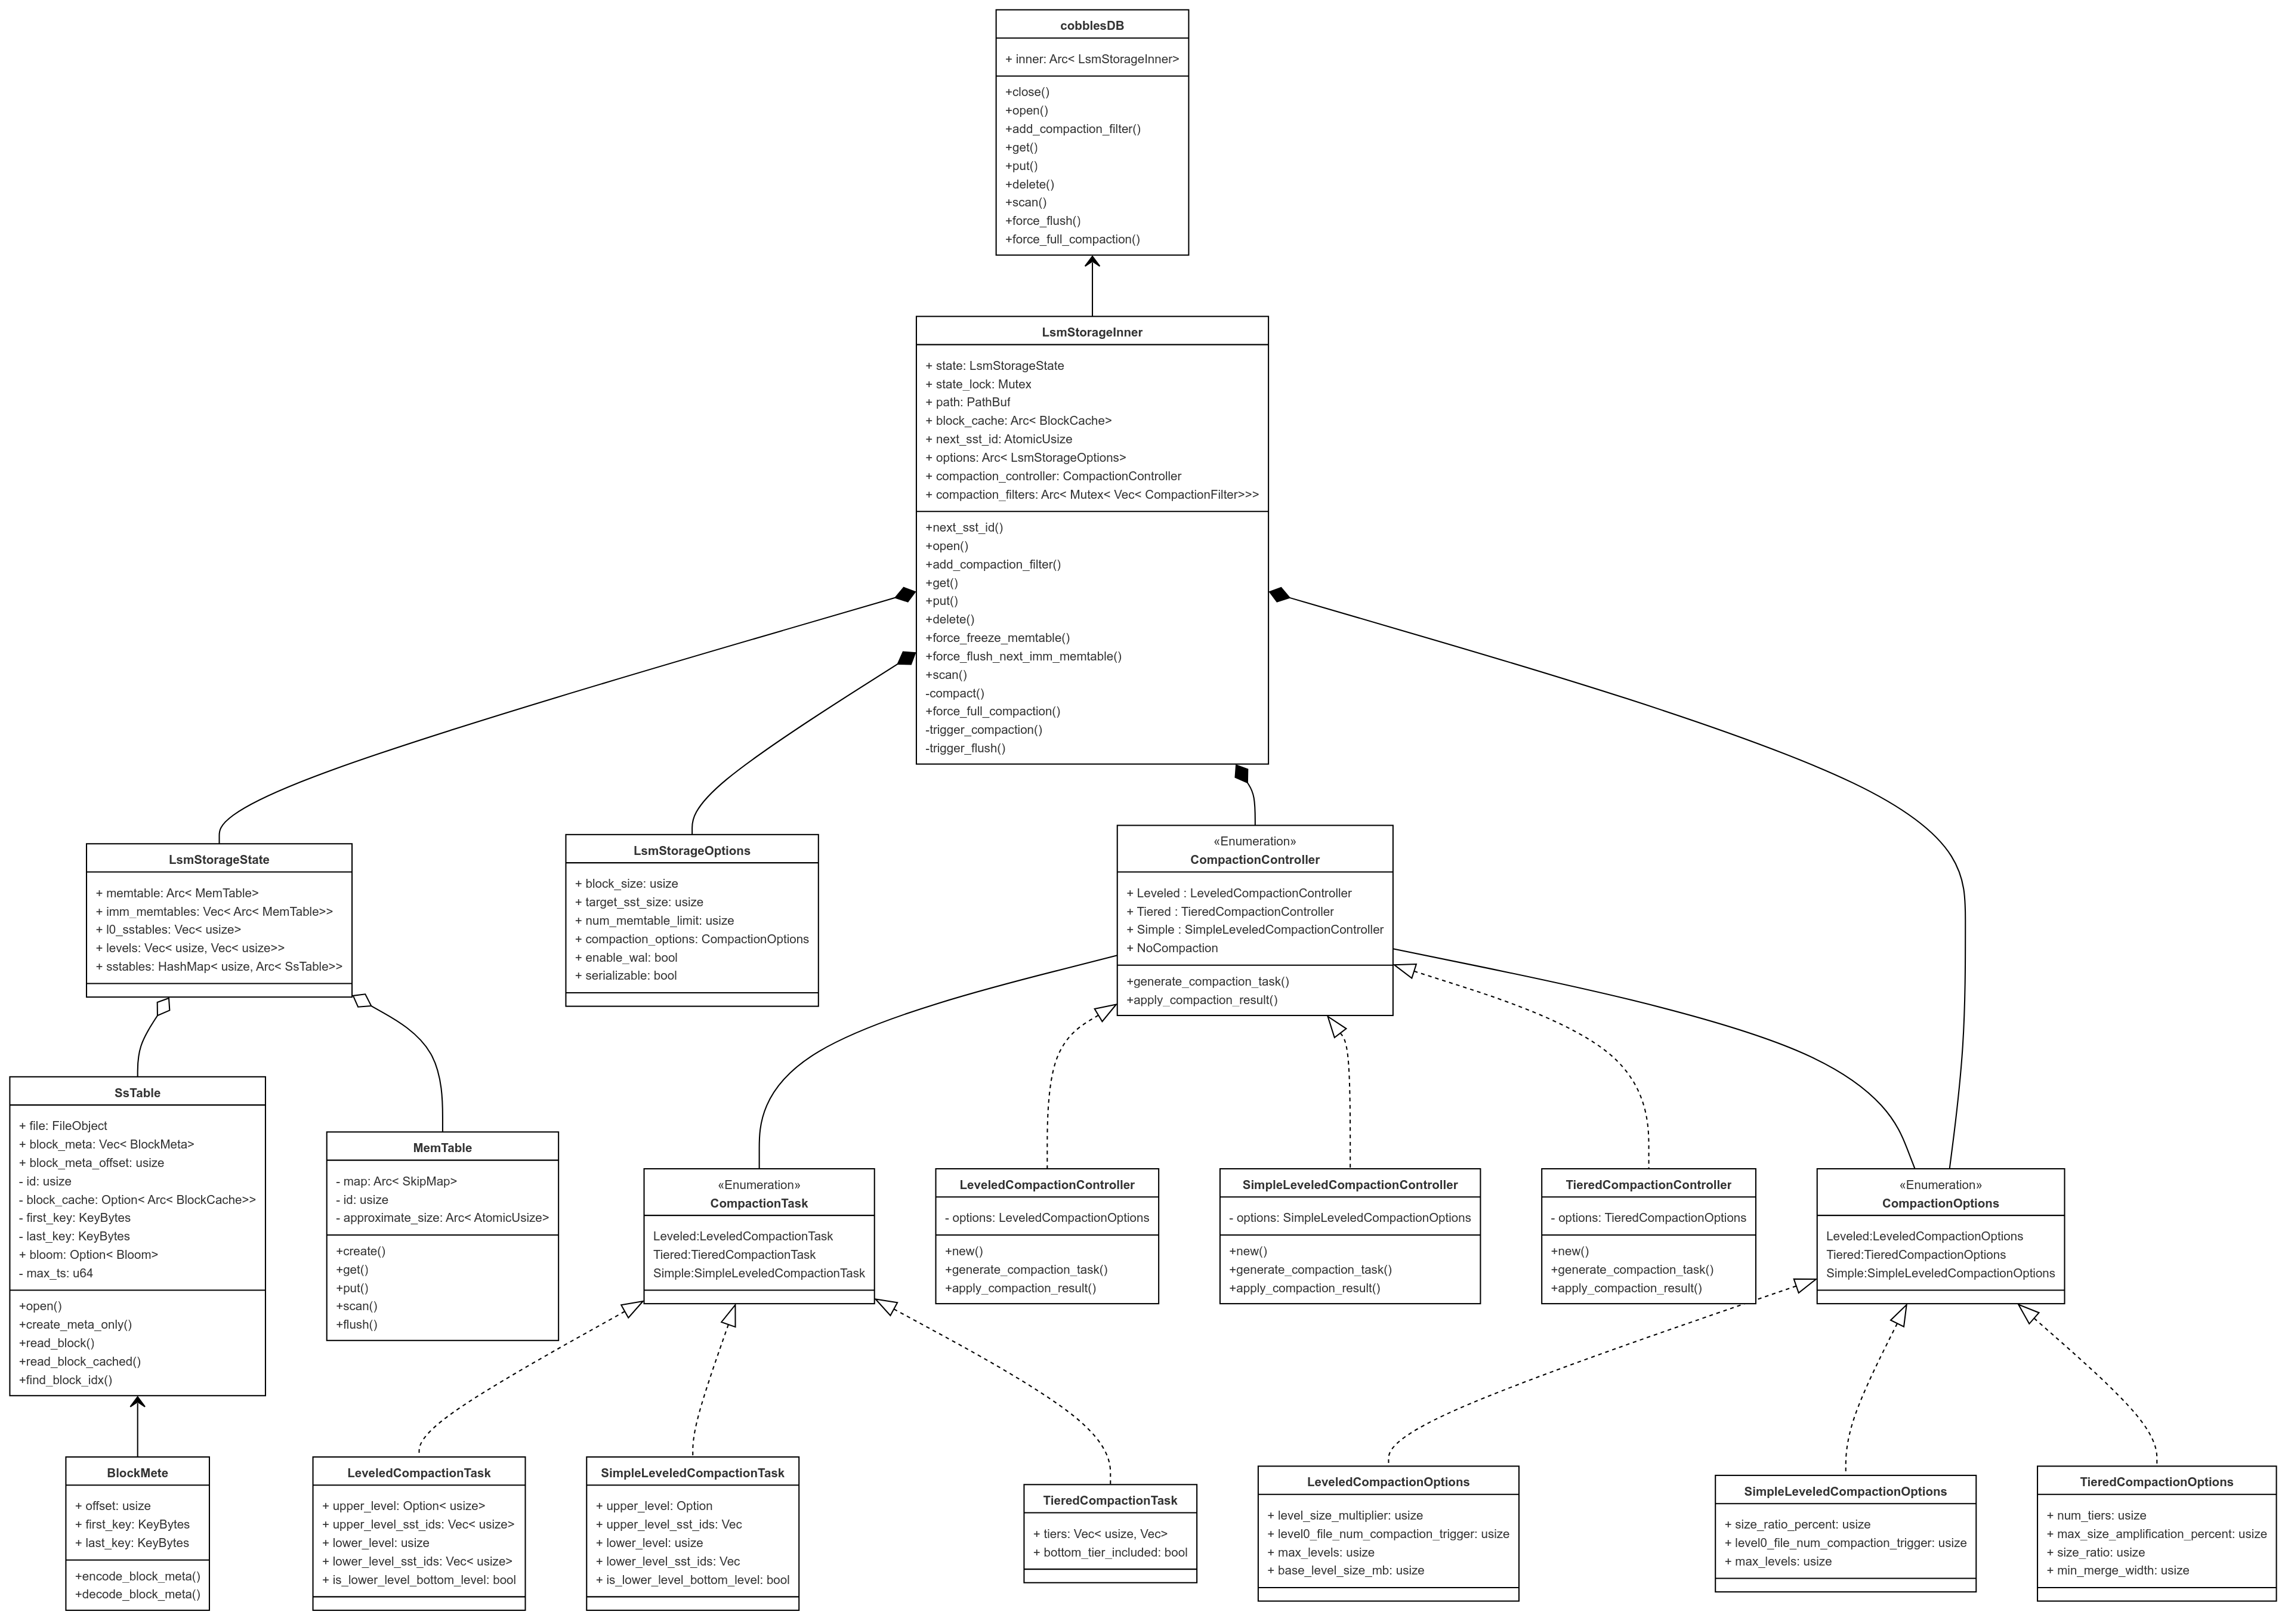 cobblesDB
+ inner: Arc< LsmStorageInner>
+close()
+open()
+add_compaction_filter()
+get()
+put()
+delete()
+scan()
+force_flush()
+force_full_compaction()
LsmStorageInner
+ state: LsmStorageState
+ state_lock: Mutex
+ path: PathBuf
+ block_cache: Arc< BlockCache>
+ next_sst_id: AtomicUsize
+ options: Arc< LsmStorageOptions>
+ compaction_controller: CompactionController
+ compaction_filters: Arc< Mutex< Vec< CompactionFilter>>>
+next_sst_id()
+open()
+add_compaction_filter()
+get()
+put()
+delete()
+force_freeze_memtable()
+force_flush_next_imm_memtable()
+scan()
-compact()
+force_full_compaction()
-trigger_compaction()
-trigger_flush()
LsmStorageState
+ memtable: Arc< MemTable>
+ imm_memtables: Vec< Arc< MemTable>>
+ l0_sstables: Vec< usize>
+ levels: Vec< usize, Vec< usize>>
+ sstables: HashMap< usize, Arc< SsTable>>
LsmStorageOptions
+ block_size: usize
+ target_sst_size: usize
+ num_memtable_limit: usize
+ compaction_options: CompactionOptions
+ enable_wal: bool
+ serializable: bool
«Enumeration»
CompactionController
+ Leveled : LeveledCompactionController
+ Tiered : TieredCompactionController
+ Simple : SimpleLeveledCompactionController
+ NoCompaction
+generate_compaction_task()
+apply_compaction_result()
SsTable
+ file: FileObject
+ block_meta: Vec< BlockMeta>
+ block_meta_offset: usize
- id: usize
- block_cache: Option< Arc< BlockCache>>
- first_key: KeyBytes
- last_key: KeyBytes
+ bloom: Option< Bloom>
- max_ts: u64
+open()
+create_meta_only()
+read_block()
+read_block_cached()
+find_block_idx()
MemTable
- map: Arc< SkipMap>
- id: usize
- approximate_size: Arc< AtomicUsize>
+create()
+get()
+put()
+scan()
+flush()
«Enumeration»
CompactionTask
Leveled:LeveledCompactionTask
Tiered:TieredCompactionTask
Simple:SimpleLeveledCompactionTask
LeveledCompactionController
- options: LeveledCompactionOptions
+new()
+generate_compaction_task()
+apply_compaction_result()
SimpleLeveledCompactionController
- options: SimpleLeveledCompactionOptions
+new()
+generate_compaction_task()
+apply_compaction_result()
TieredCompactionController
- options: TieredCompactionOptions
+new()
+generate_compaction_task()
+apply_compaction_result()
«Enumeration»
CompactionOptions
Leveled:LeveledCompactionOptions
Tiered:TieredCompactionOptions
Simple:SimpleLeveledCompactionOptions
BlockMete
+ offset: usize
+ first_key: KeyBytes
+ last_key: KeyBytes
+encode_block_meta()
+decode_block_meta()
LeveledCompactionTask
+ upper_level: Option< usize>
+ upper_level_sst_ids: Vec< usize>
+ lower_level: usize
+ lower_level_sst_ids: Vec< usize>
+ is_lower_level_bottom_level: bool
SimpleLeveledCompactionTask
+ upper_level: Option
+ upper_level_sst_ids: Vec
+ lower_level: usize
+ lower_level_sst_ids: Vec
+ is_lower_level_bottom_level: bool
TieredCompactionTask
+ tiers: Vec< usize, Vec>
+ bottom_tier_included: bool
LeveledCompactionOptions
+ level_size_multiplier: usize
+ level0_file_num_compaction_trigger: usize
+ max_levels: usize
+ base_level_size_mb: usize
SimpleLeveledCompactionOptions
+ size_ratio_percent: usize
+ level0_file_num_compaction_trigger: usize
+ max_levels: usize
TieredCompactionOptions
+ num_tiers: usize
+ max_size_amplification_percent: usize
+ size_ratio: usize
+ min_merge_width: usize